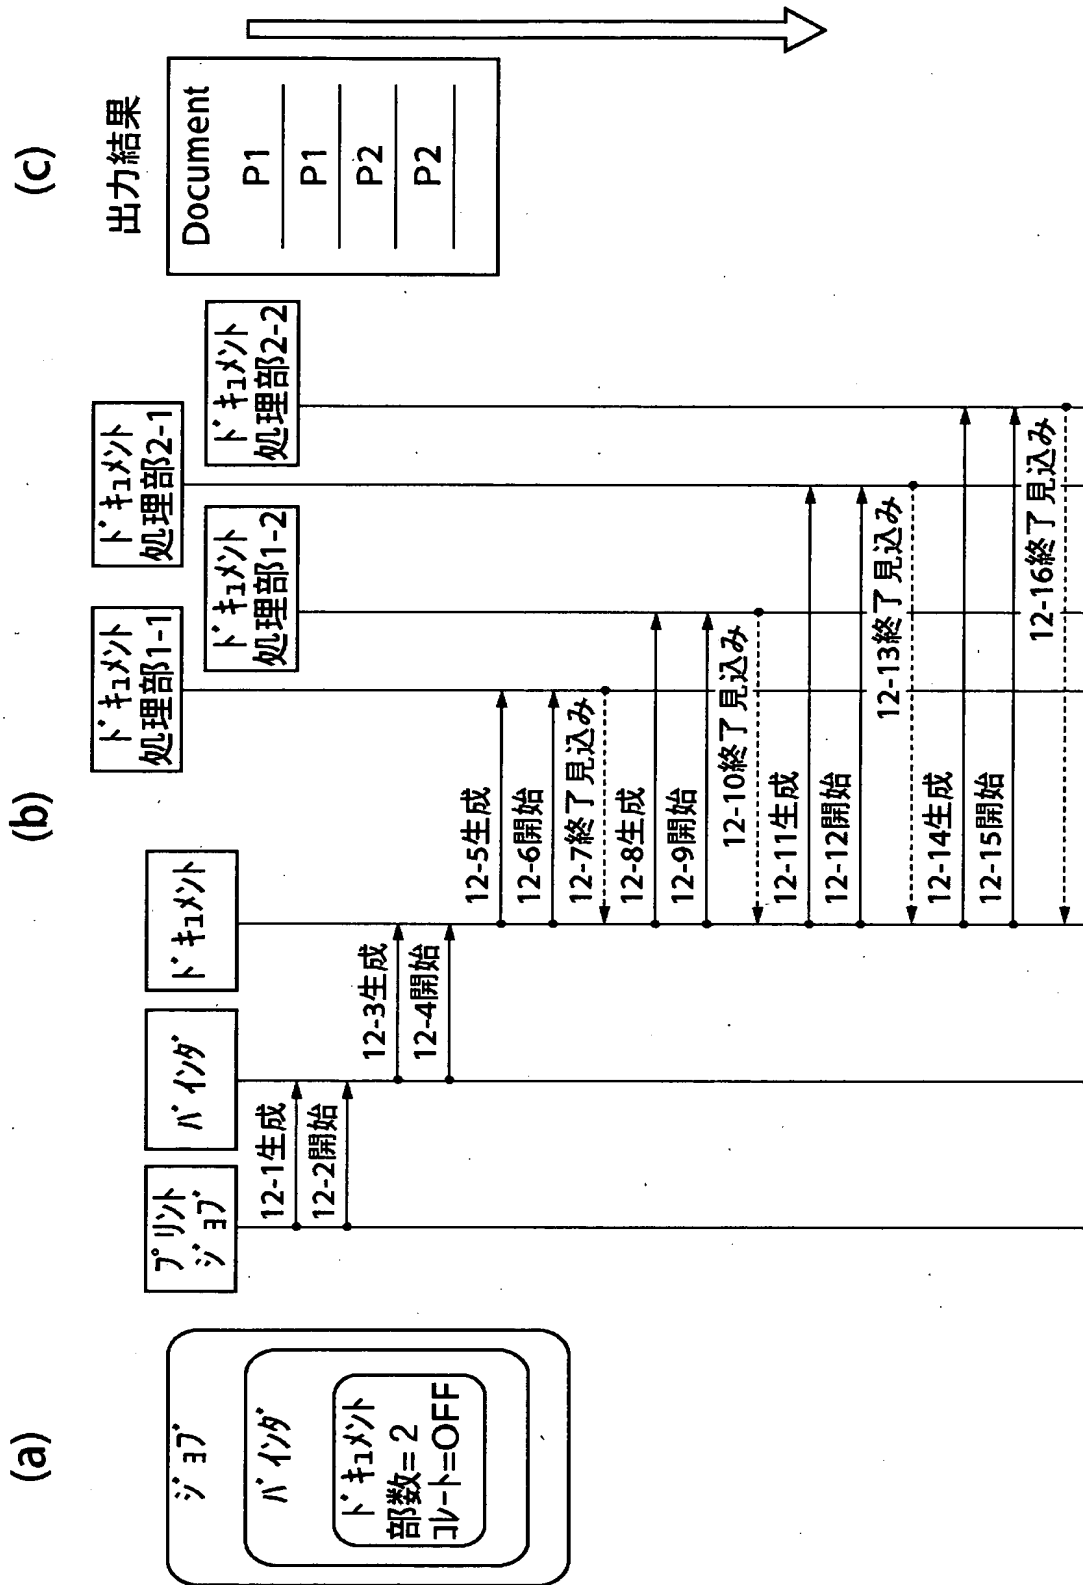 (a)
ジョブ
バインダ
ドキュメント
部数=2
コレート=OFF
(b)
プリント
ジョブ
バインダ
ドキュメント
ドキュメント
処理部1-1
ドキュメント
処理部1-2
ドキュメント
処理部2-1
ドキュメント
処理部2-2
12-1生成
12-2開始
12-3生成
12-4開始
12-5生成
12-6開始
12-7終了見込み
12-8生成
12-9開始
12-10終了見込み
12-11生成
12-12開始
12-13終了見込み
12-14生成
12-15開始
12-16終了見込み
(c)
出力結果
Document
P1
P1
P2
P2